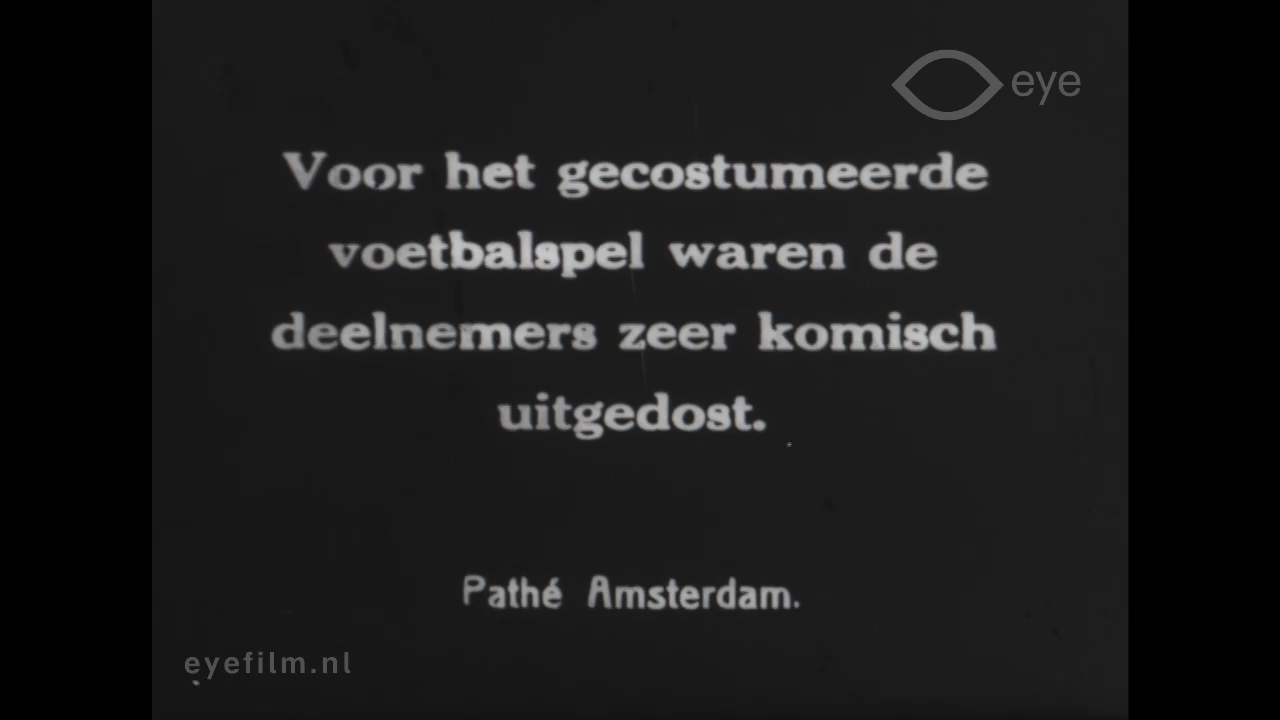 eye
Voor het gecostumeerde
voetbalspel waren de
deelnemers zeer komisch
uitgedost.
Pathé Amsterdam.
eyefilm.nl